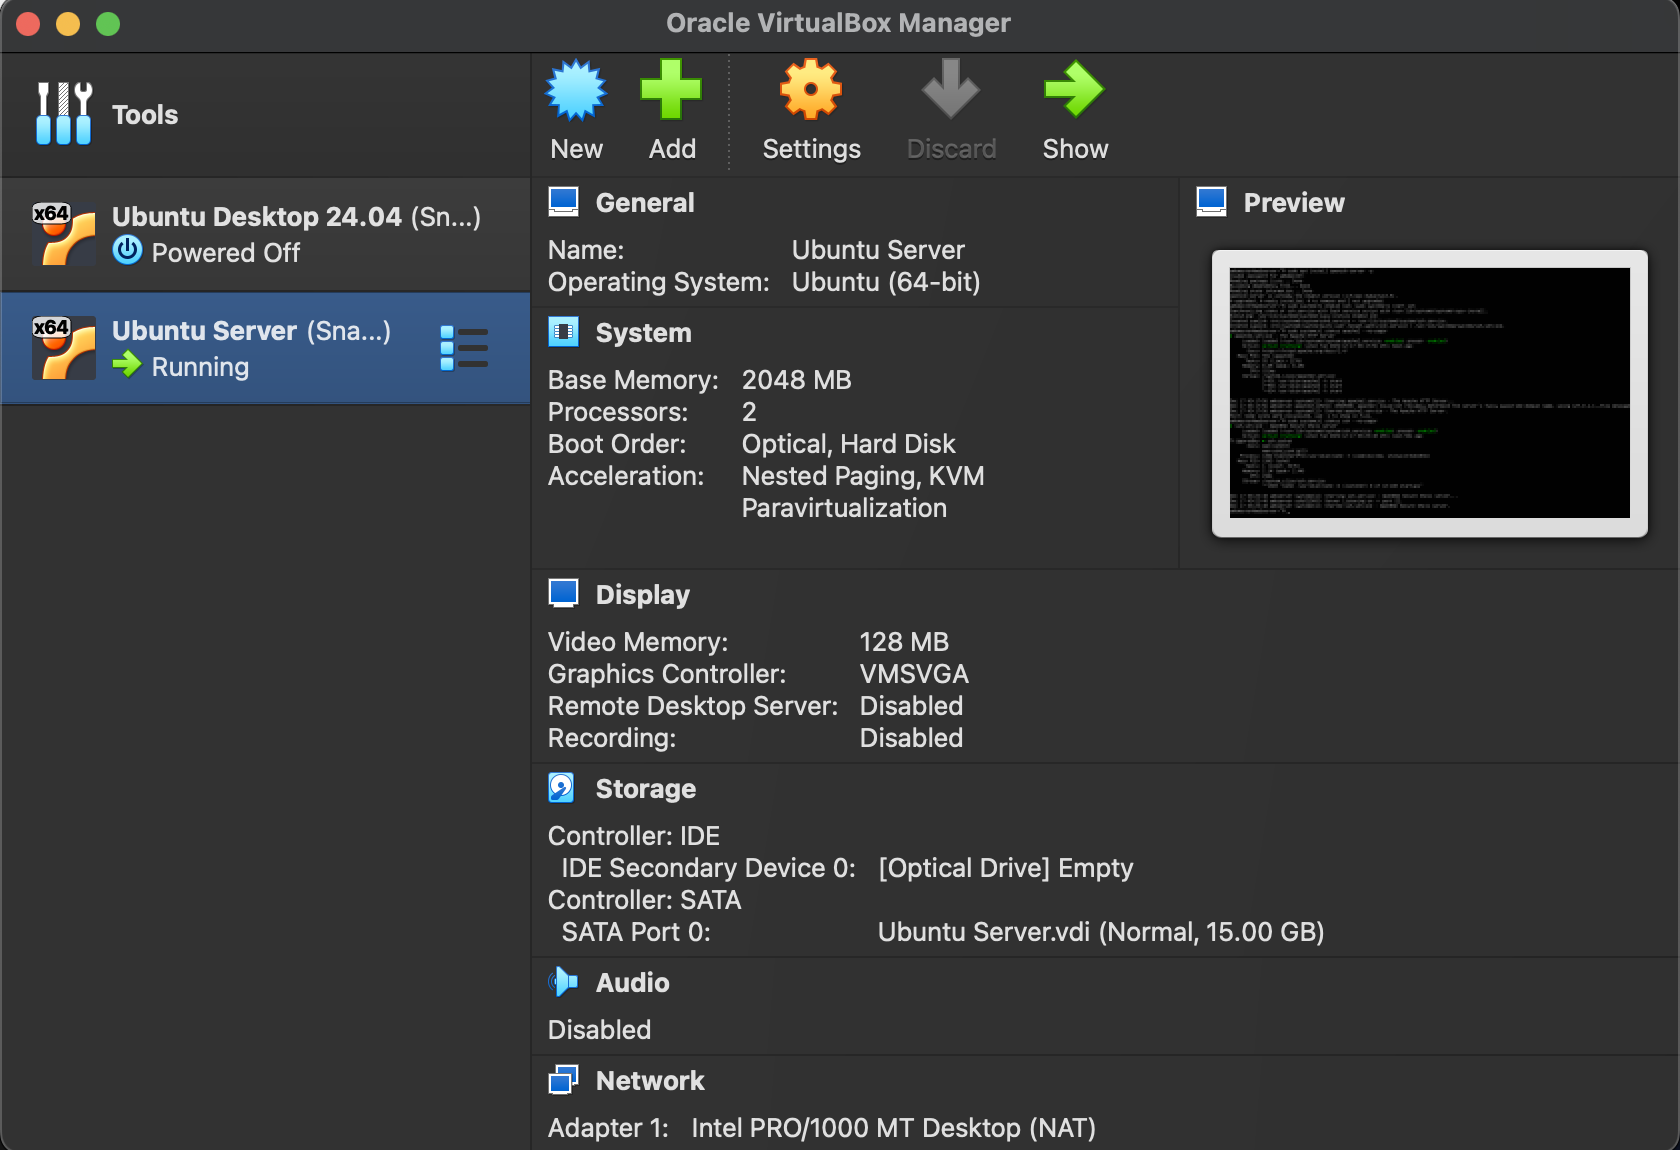 Oracle VirtualBox Manager
Tools
New
Add
Settings
Discard
Show
x64
Ubuntu Desktop 24.04 (Sn...)
Powered Off
x64
Ubuntu Server (Sna...)
Running
General
Name: Ubuntu Server
Operating System: Ubuntu (64-bit)
Preview
System
Base Memory: 2048 MB
Processors: 2
Boot Order: Optical, Hard Disk
Acceleration: Nested Paging, KVM
Paravirtualization
Display
Video Memory: 128 MB
Graphics Controller: VMSVGA
Remote Desktop Server: Disabled
Recording: Disabled
Storage
Controller: IDE
IDE Secondary Device 0: [Optical Drive] Empty
Controller: SATA
SATA Port 0: Ubuntu Server.vdi (Normal, 15.00 GB)
Audio
Disabled
Network
Adapter 1: Intel PRO/1000 MT Desktop (NAT)